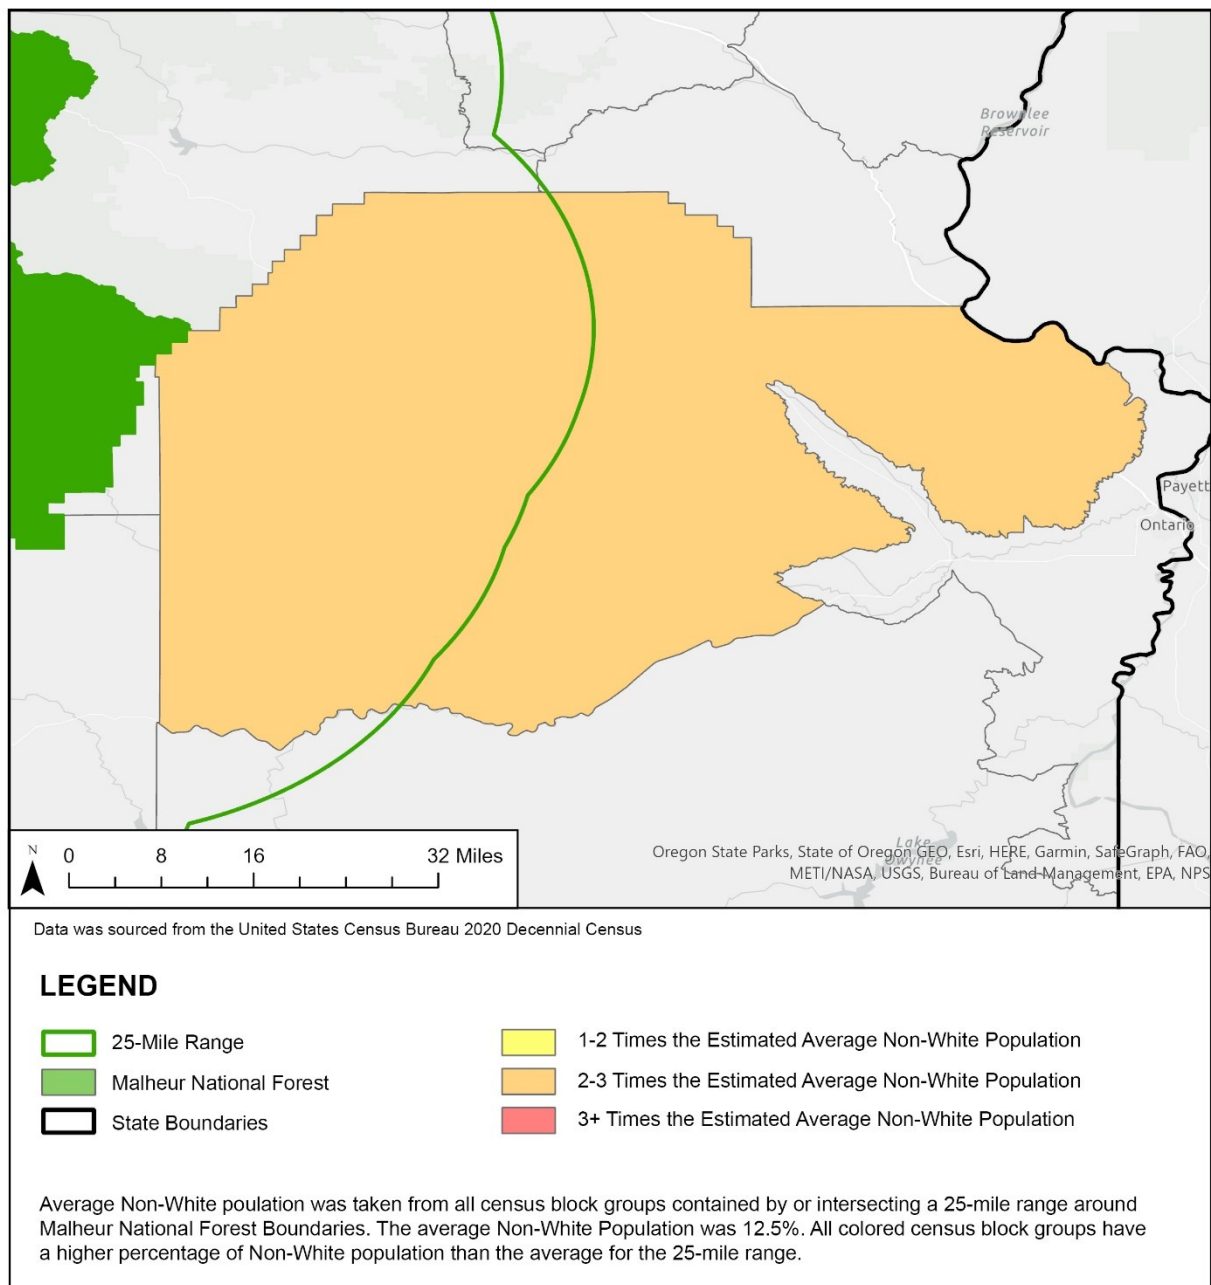 Brownlee
Reservoir
Payett
Ontario
Lake
Owyhee
N
0 8 16 32 Miles
Oregon State Parks, State of Oregon GEO, Esri, HERE, Garmin, SafeGraph, FAO,
METI/NASA, USGS, Bureau of Land Management, EPA, NPS
Data was sourced from the United States Census Bureau 2020 Decennial Census
LEGEND
25-Mile Range
Malheur National Forest
State Boundaries
1-2 Times the Estimated Average Non-White Population
2-3 Times the Estimated Average Non-White Population
3+ Times the Estimated Average Non-White Population
Average Non-White poulation was taken from all census block groups contained by or intersecting a 25-mile range around
Malheur National Forest Boundaries. The average Non-White Population was 12.5%. All colored census block groups have
a higher percentage of Non-White population than the average for the 25-mile range.